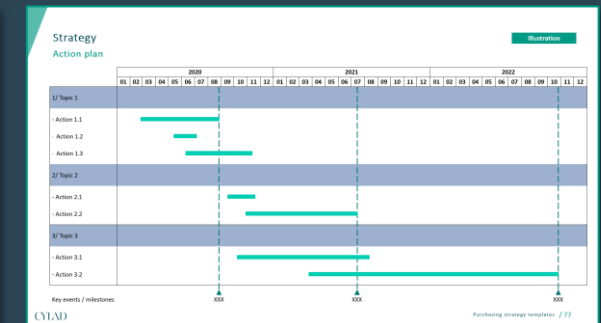 Strategy
Illustration
Action plan
2020 2021 2022
01 02 03 04 05 06 07 08 09 10 11 12 01 02 03 04 05 06 07 08 09 10 11 12 01 02 03 04 05 06 07 08 09 10 11 12
1/ Topic 1
- Action 1.1
- Action 1.2
- Action 1.3
2/ Topic 2
- Action 2.1
- Action 2.2
3/ Topic 3
- Action 3.1
- Action 3.2
Key events / milestones XXX XXX XXX
CYLAD Purchasing strategy templates / 77